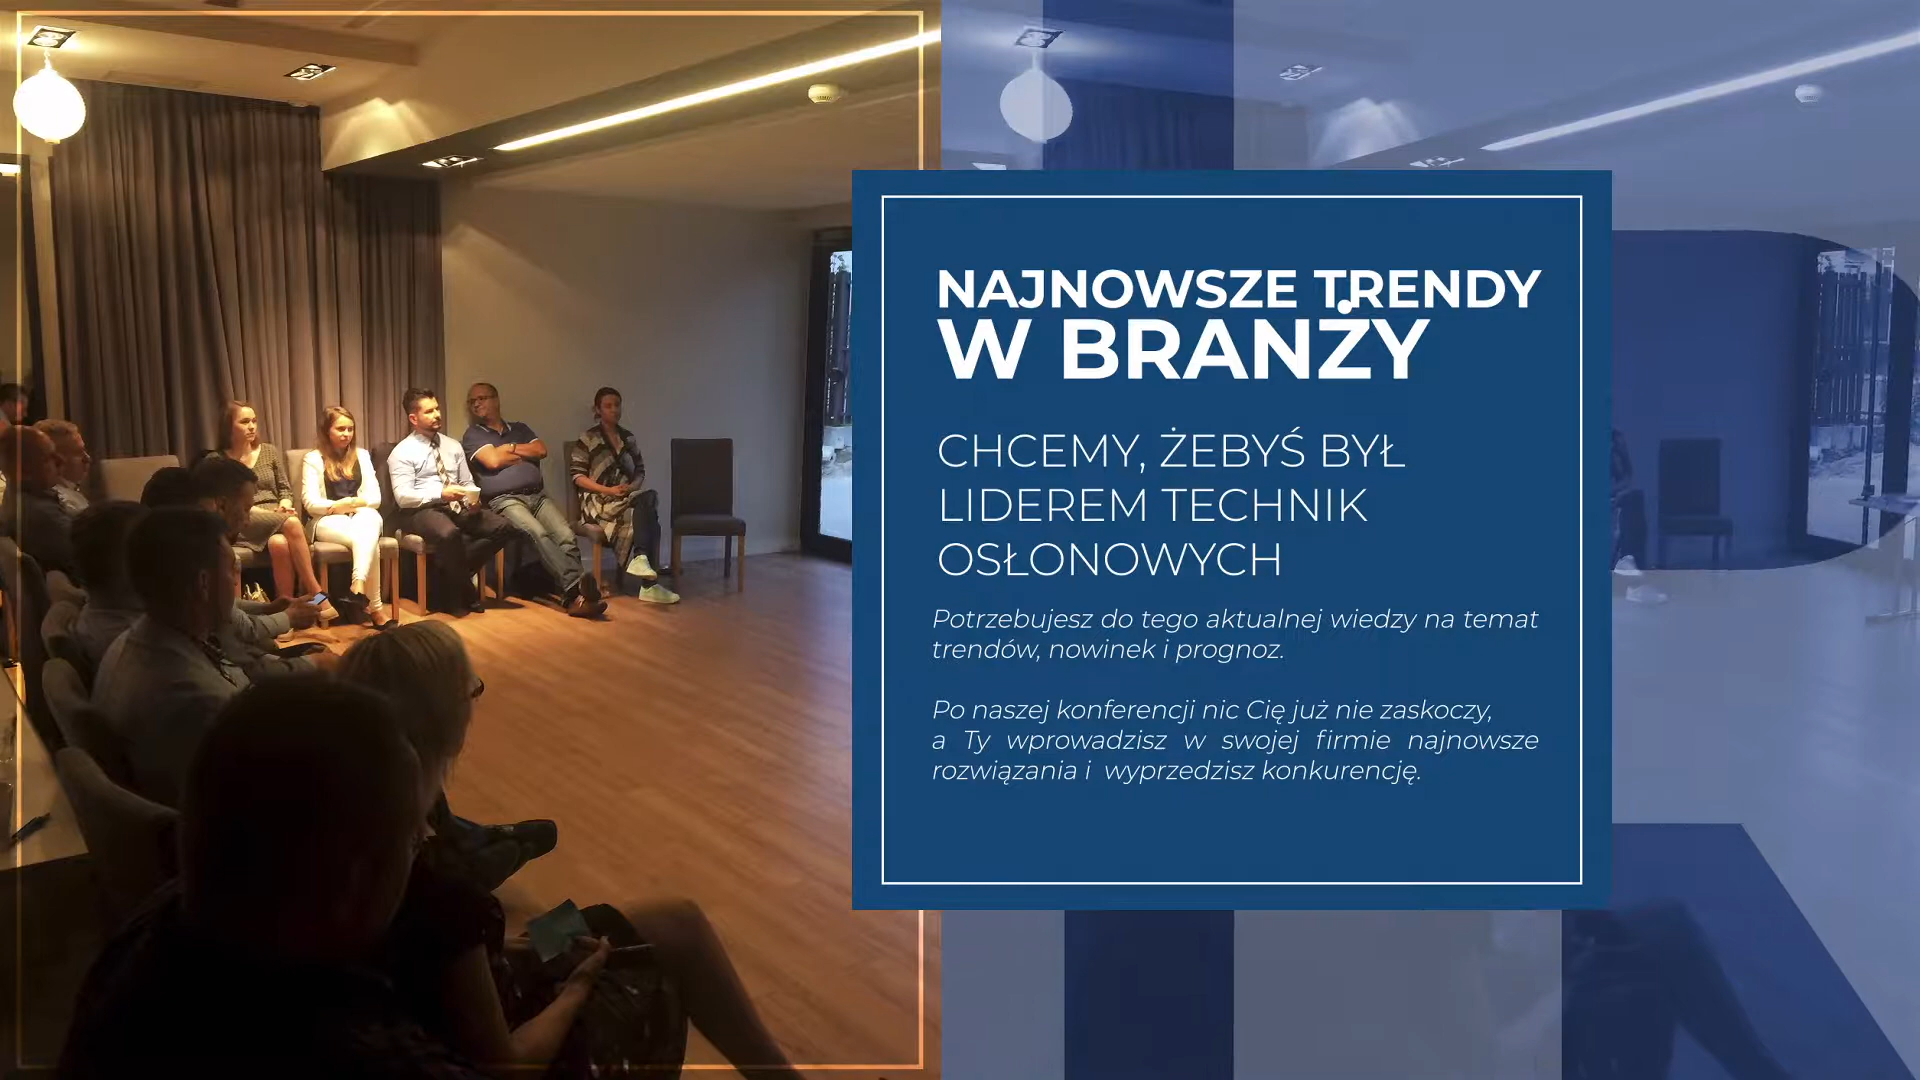 NAJNOWSZE TRENDY
W BRANŻY
CHCEMY, ŻEBYŚ BYŁ
LIDEREM TECHNIK
OSŁONOWYCH
Potrzebujesz do tego aktualnej wiedzy na temat
trendów, nowinek i prognoz.
Po naszej konferencji nic Cię już nie zaskoczy,
a Ty wprowadzisz w swojej firmie najnowsze
rozwiązania i wyprzedzisz konkurencję.